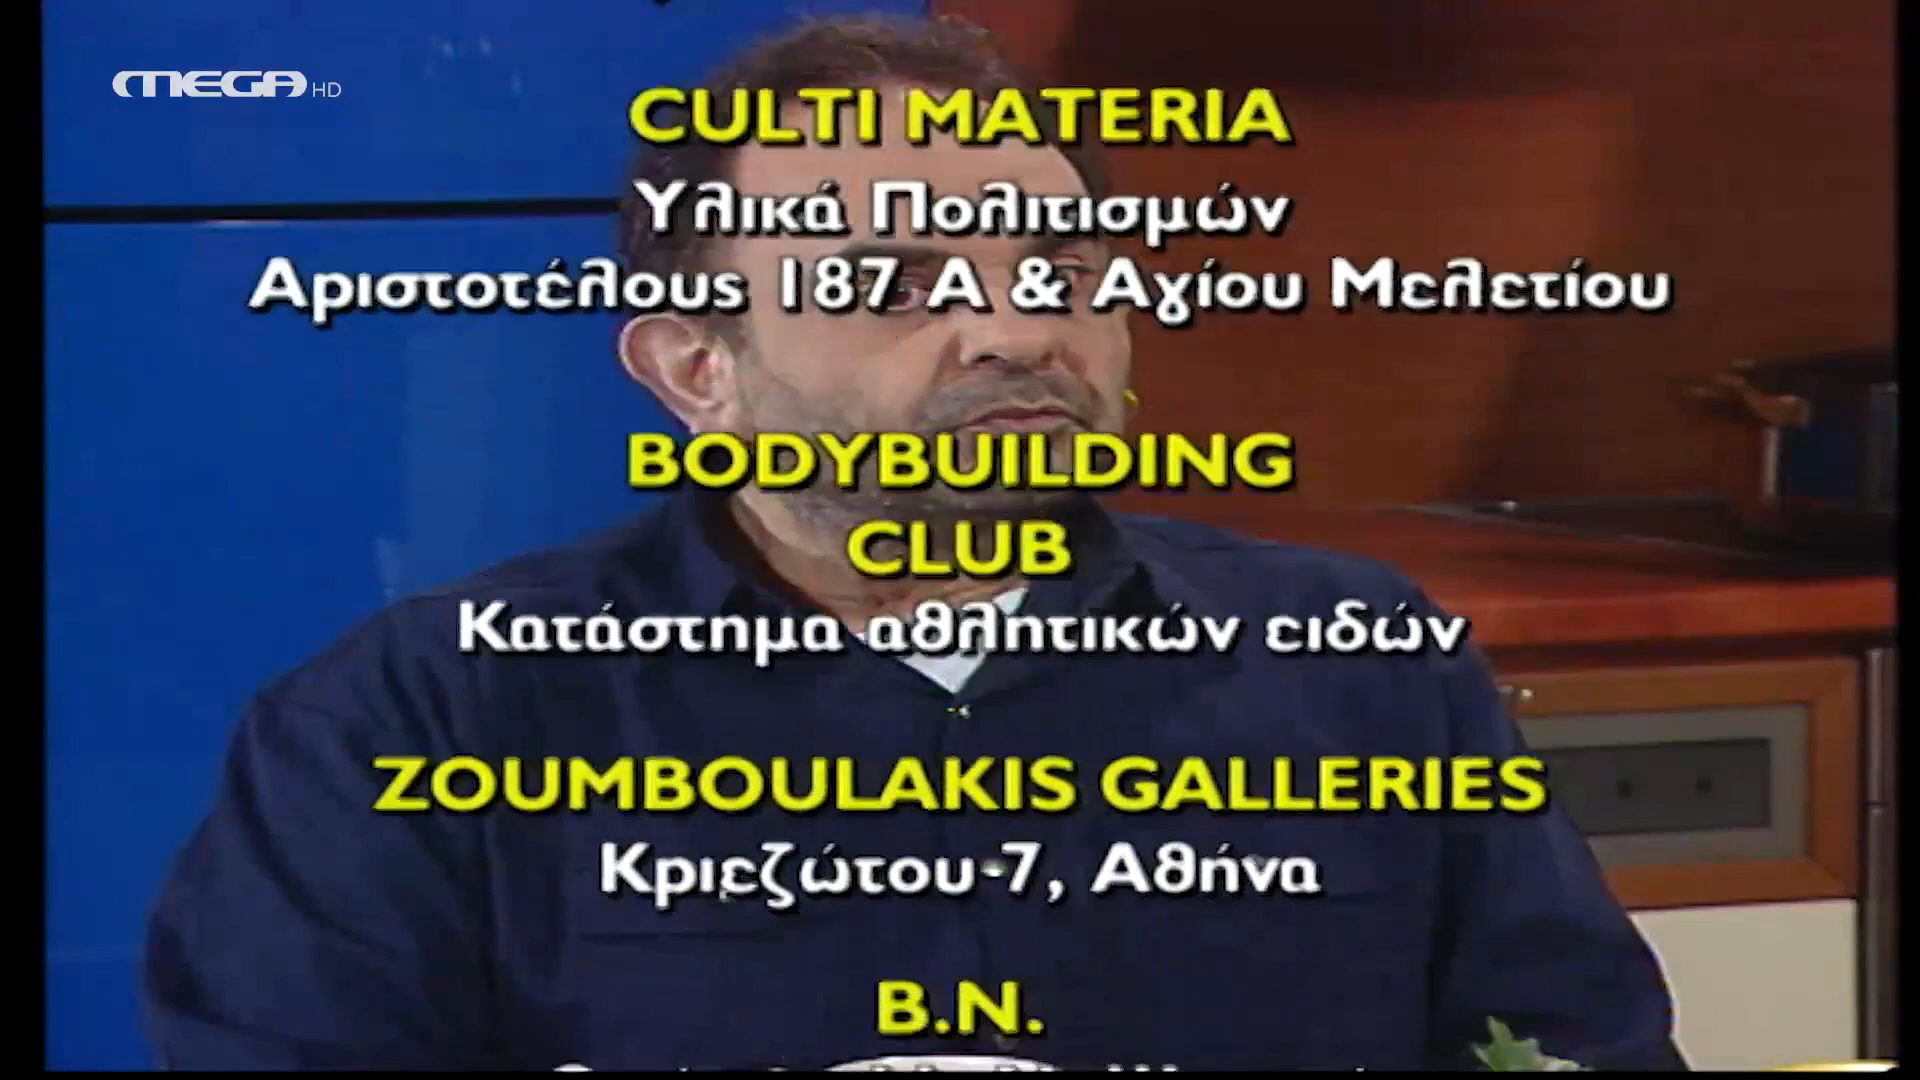 MEGA HD
CULTI MATERIA
Υλικά Πολιτισμών
Αριστοτέλους 187 Α & Αγίου Μελετίου
BODYBUILDING
CLUB
Κατάστημα αθλητικών ειδών
ZOUMBOULAKIS GALLERIES
Κριεζώτου 7, Αθήνα
B.N.